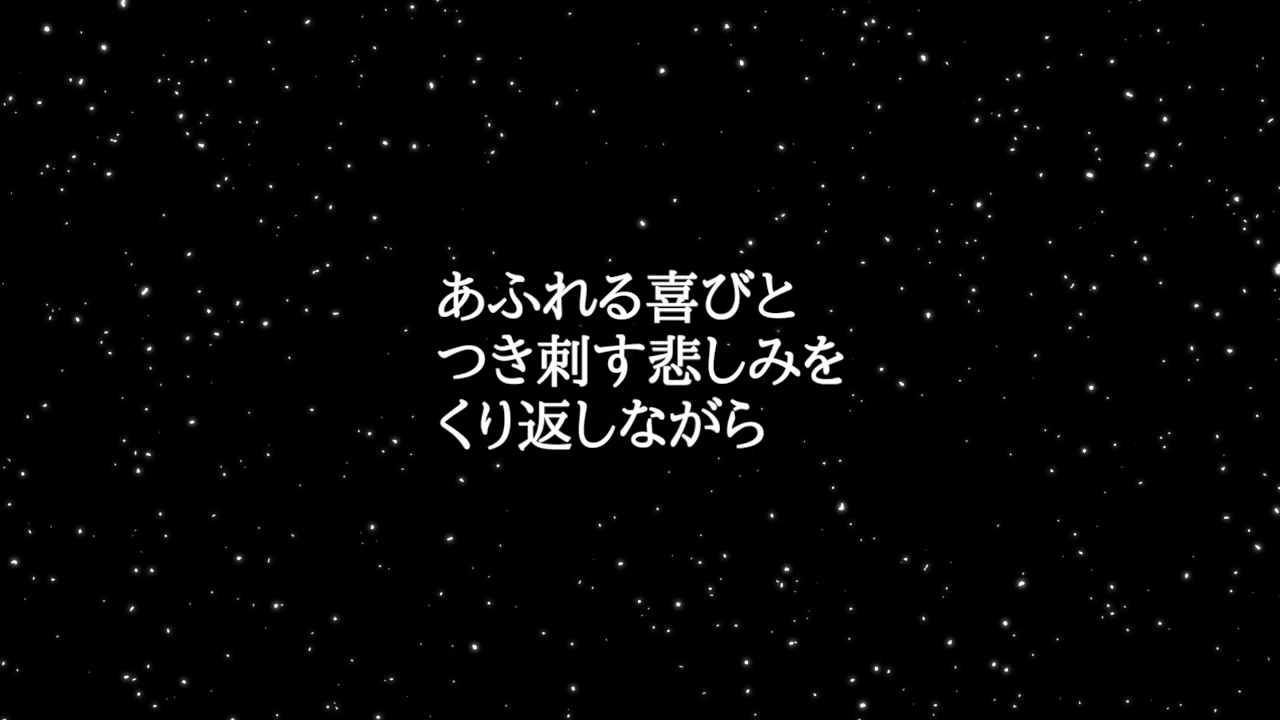 あふれる喜びと
つき刺す悲しみを
くり返しながら